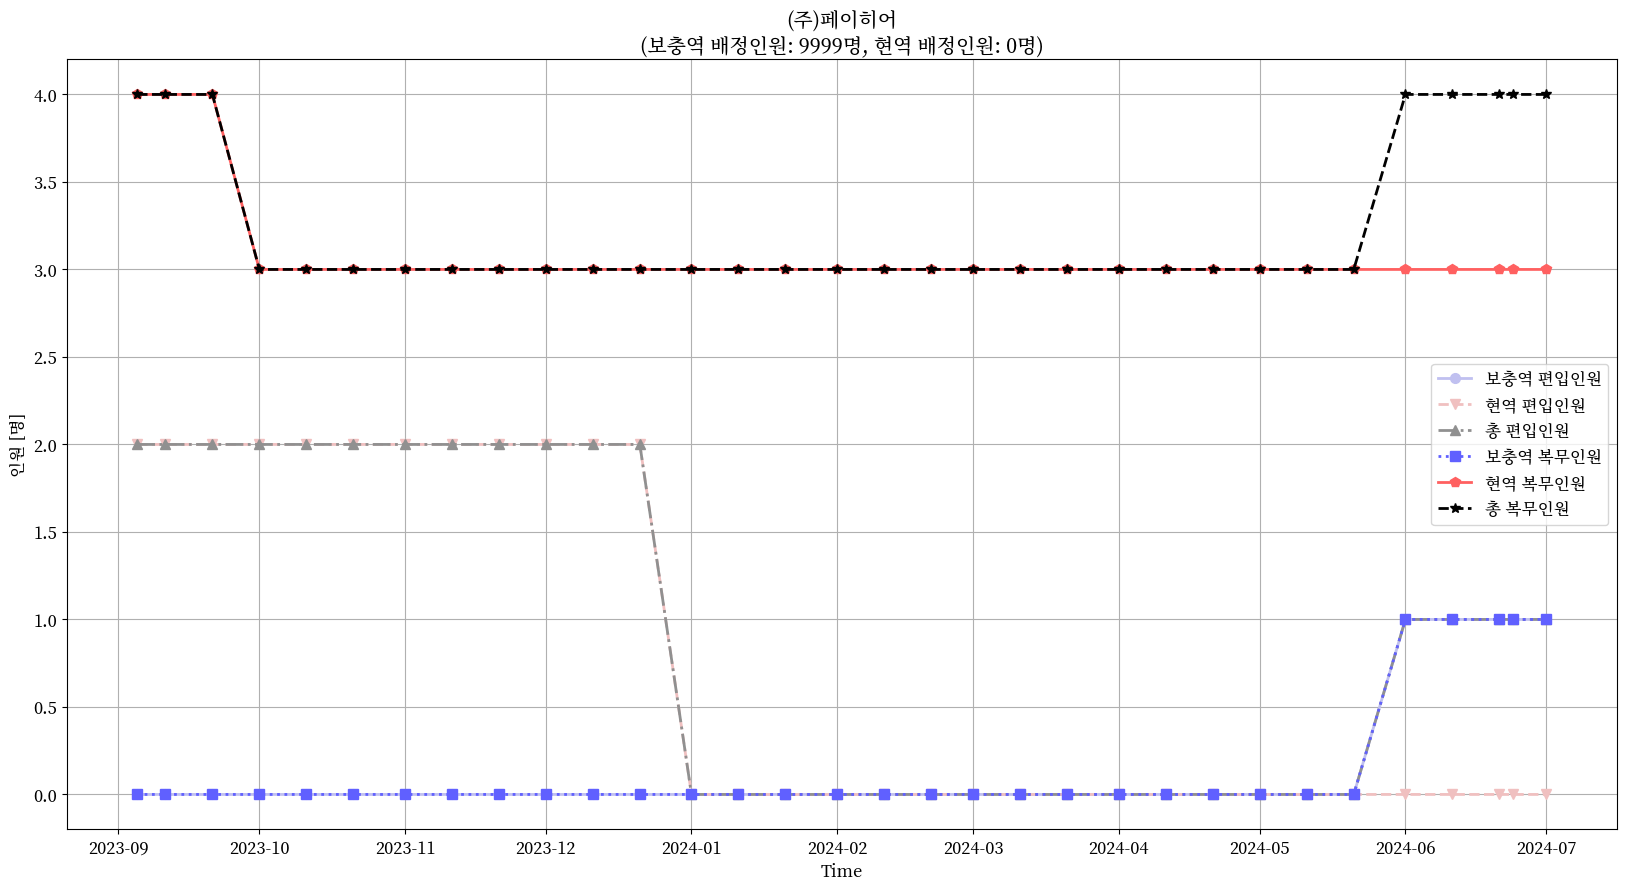 (주)페이히어
(보충역 배정인원: 9999명, 현역 배정인원: 0명)
4.0
3.5
3.0
2.5
2.0
1.5
1.0
0.5
0.0
인원 [명]
보충역 편입인원
현역 편입인원
총 편입인원
보충역 복무인원
현역 복무인원
총 복무인원
2023-09 2023-10 2023-11 2023-12 2024-01 2024-02 2024-03 2024-04 2024-05 2024-06 2024-07
Time